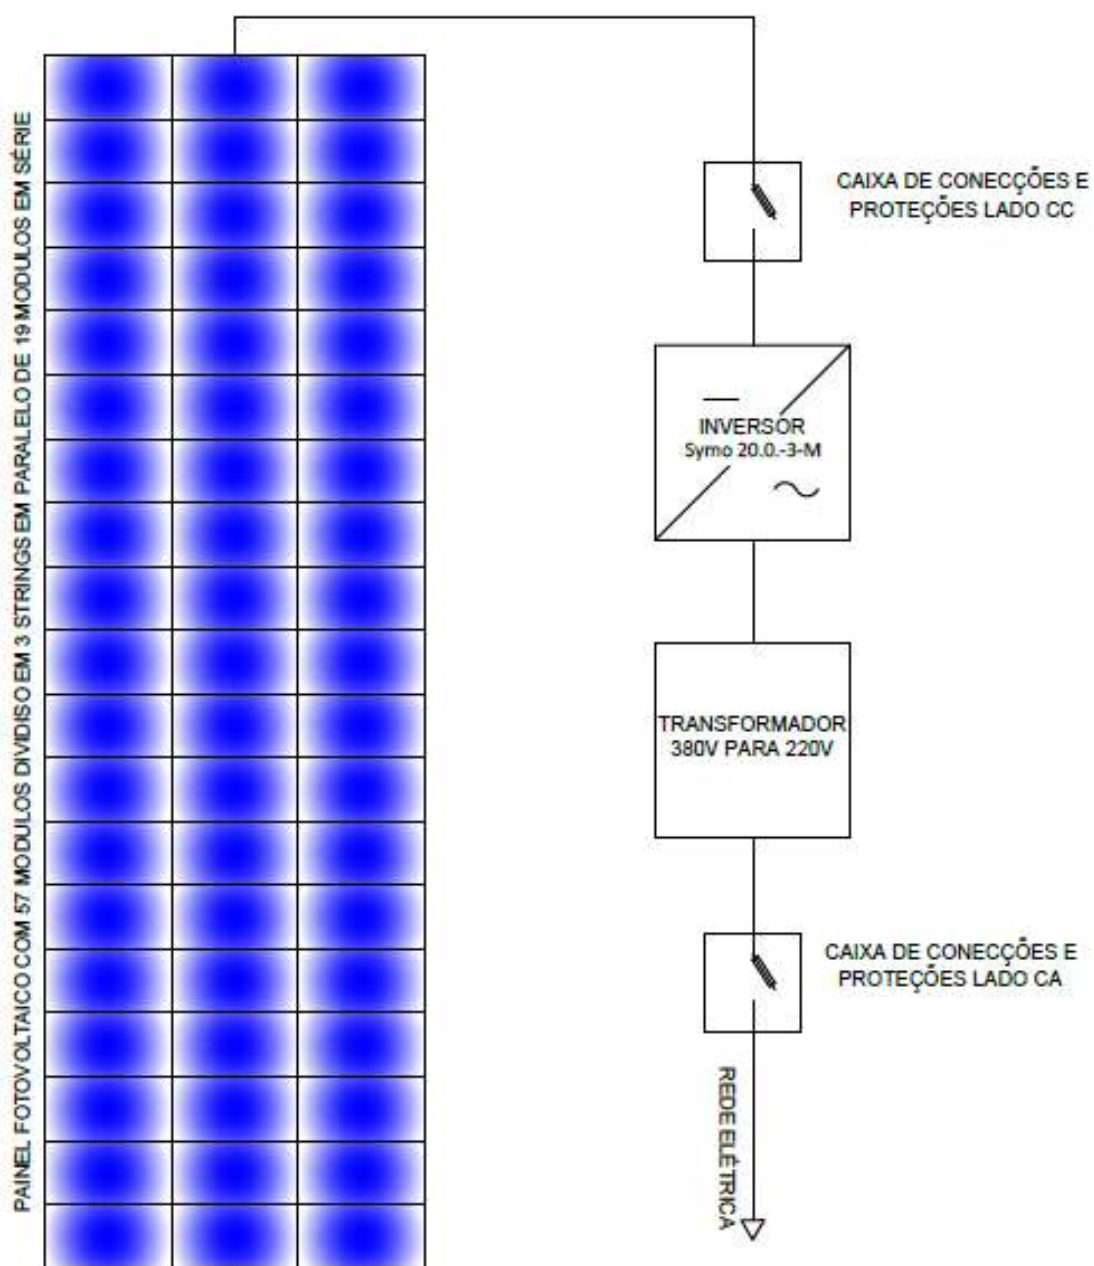 PAINEL FOTOVOLTAICO COM 57 MODULOS DIVIDISO EM 3 STRINGS EM PARALELO DE 19 MODULOS EM SÉRIE
CAIXA DE CONECÇÕES E
PROTEÇÕES LADO CC
INVERSOR
Symo 20.0.-3-M
TRANSFORMADOR
380V PARA 220V
CAIXA DE CONECÇÕES E
PROTEÇÕES LADO CA
REDE ELÉTRICA